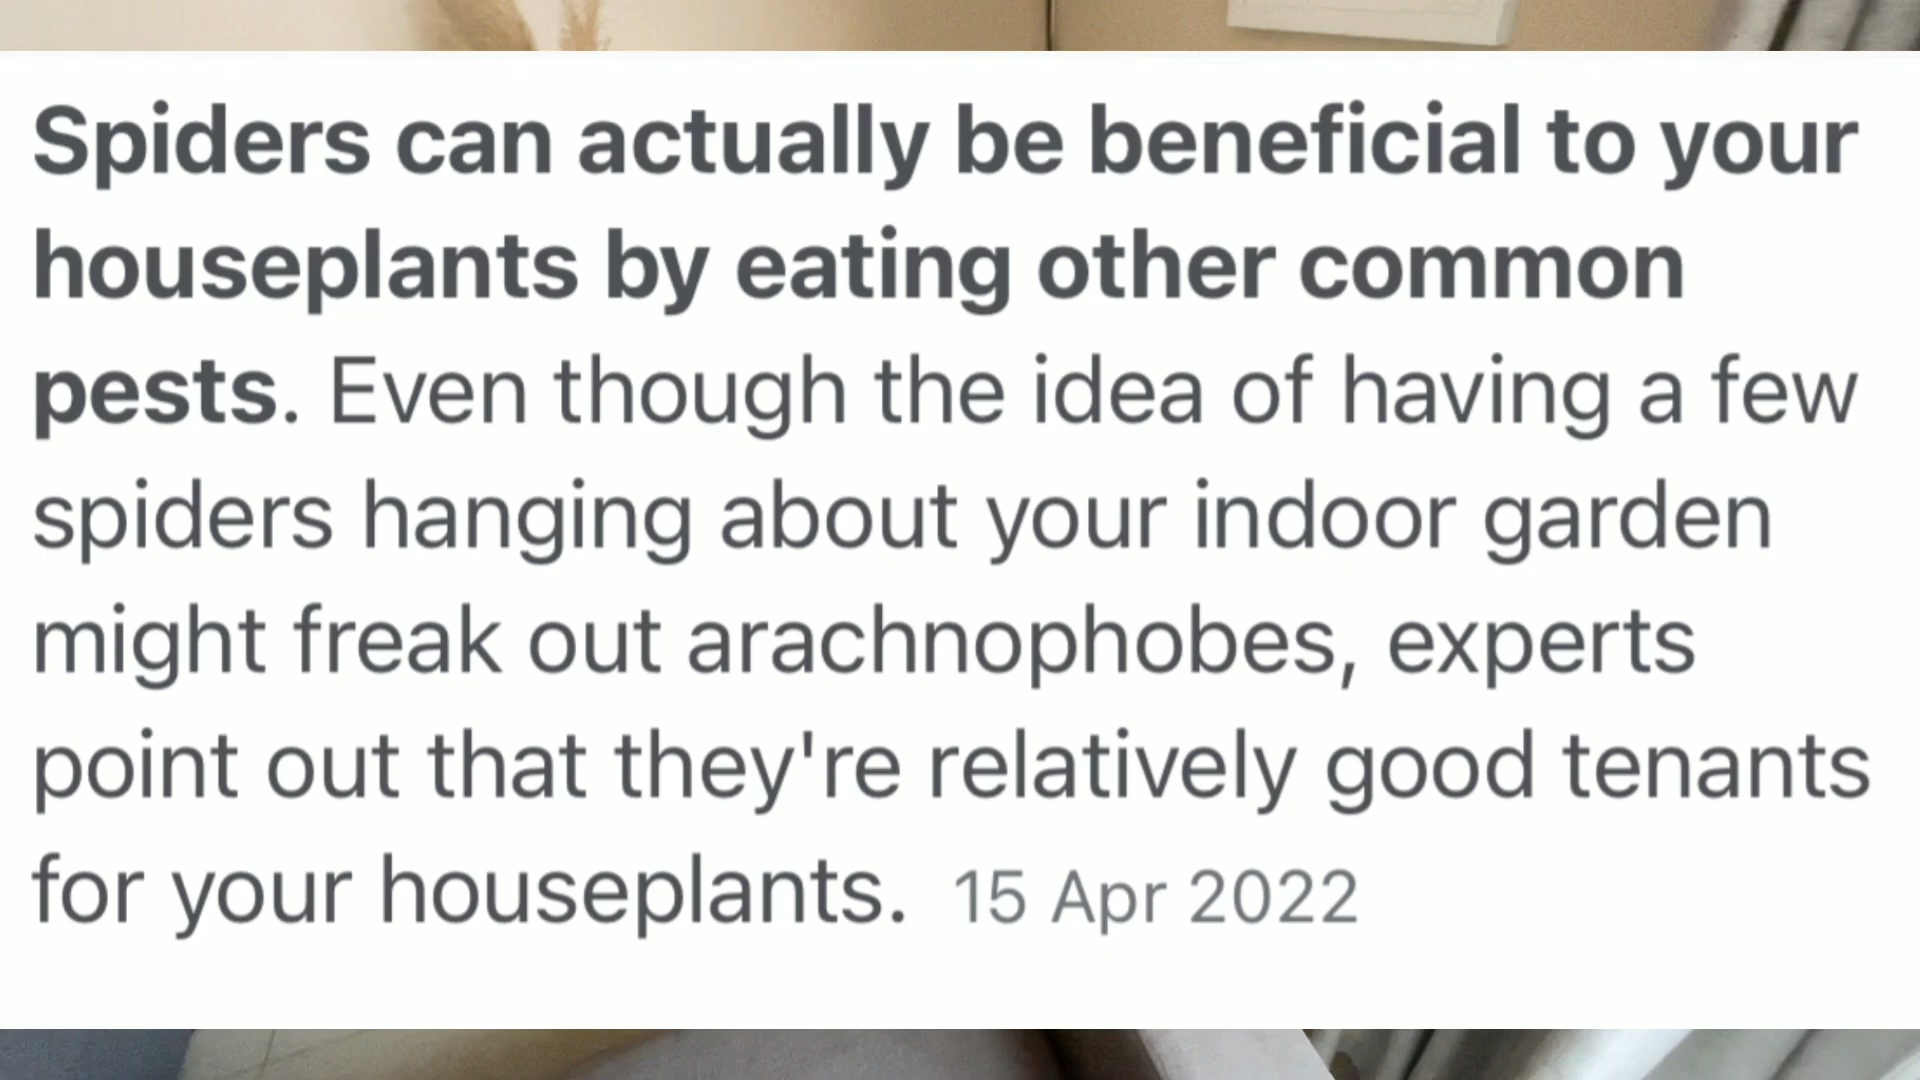 Spiders can actually be beneficial to your
houseplants by eating other common
pests. Even though the idea of having a few
spiders hanging about your indoor garden
might freak out arachnophobes, experts
point out that they're relatively good tenants
for your houseplants. 15 Apr 2022